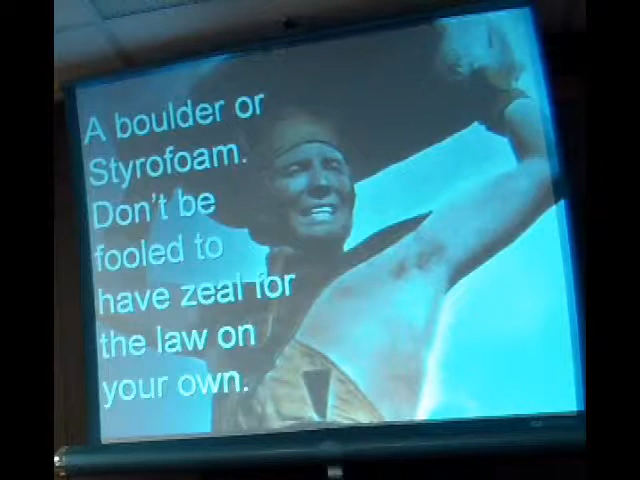 A boulder or
Styrofoam.
Don't be
fooled to
have zeal for
the law on
your own.